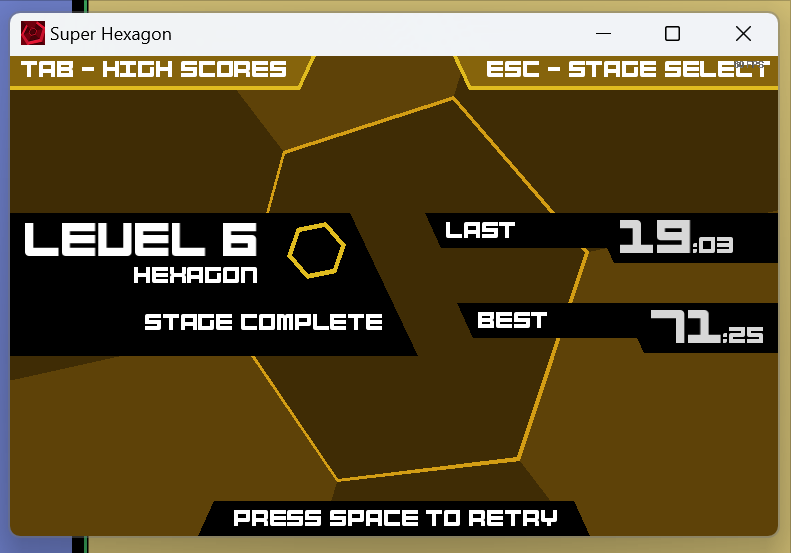 Super Hexagon
TAB - HIGH SCORES
ESC - STAGE SELECT
LEVEL 6
HEXAGON
STAGE COMPLETE
LAST 19:03
BEST 71:25
PRESS SPACE TO RETRY